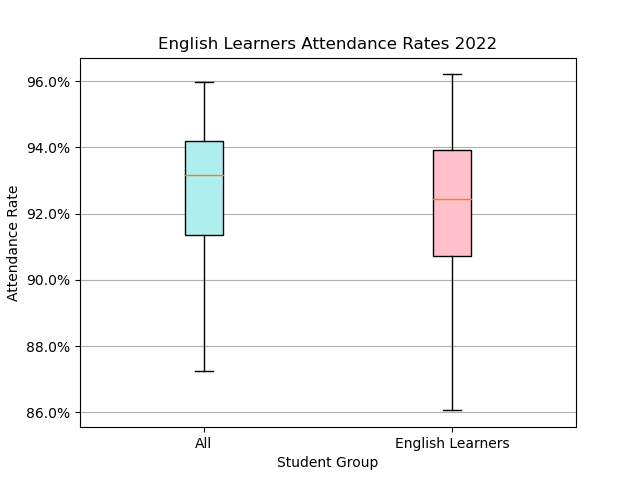 English Learners Attendance Rates 2022
Attendance Rate
96.0%
94.0%
92.0%
90.0%
88.0%
86.0%
All
English Learners
Student Group